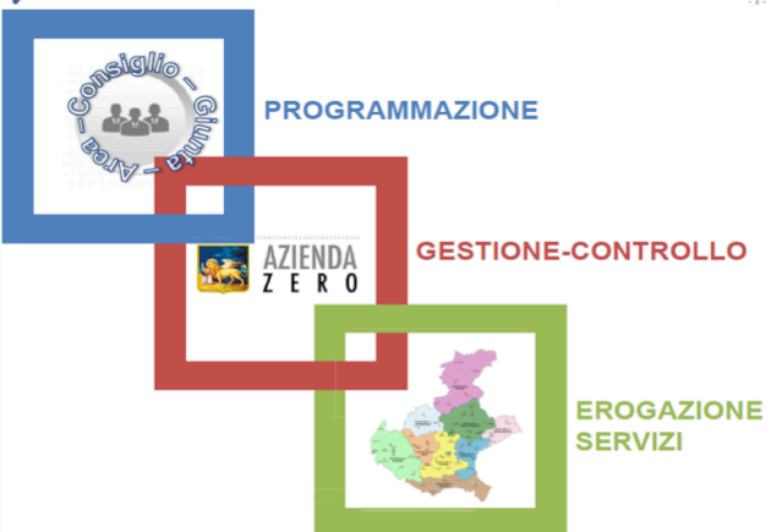 Consiglio – Giunta – Area –
PROGRAMMAZIONE
AZIENDA
ZERO
GESTIONE-CONTROLLO
EROGAZIONE
SERVIZI